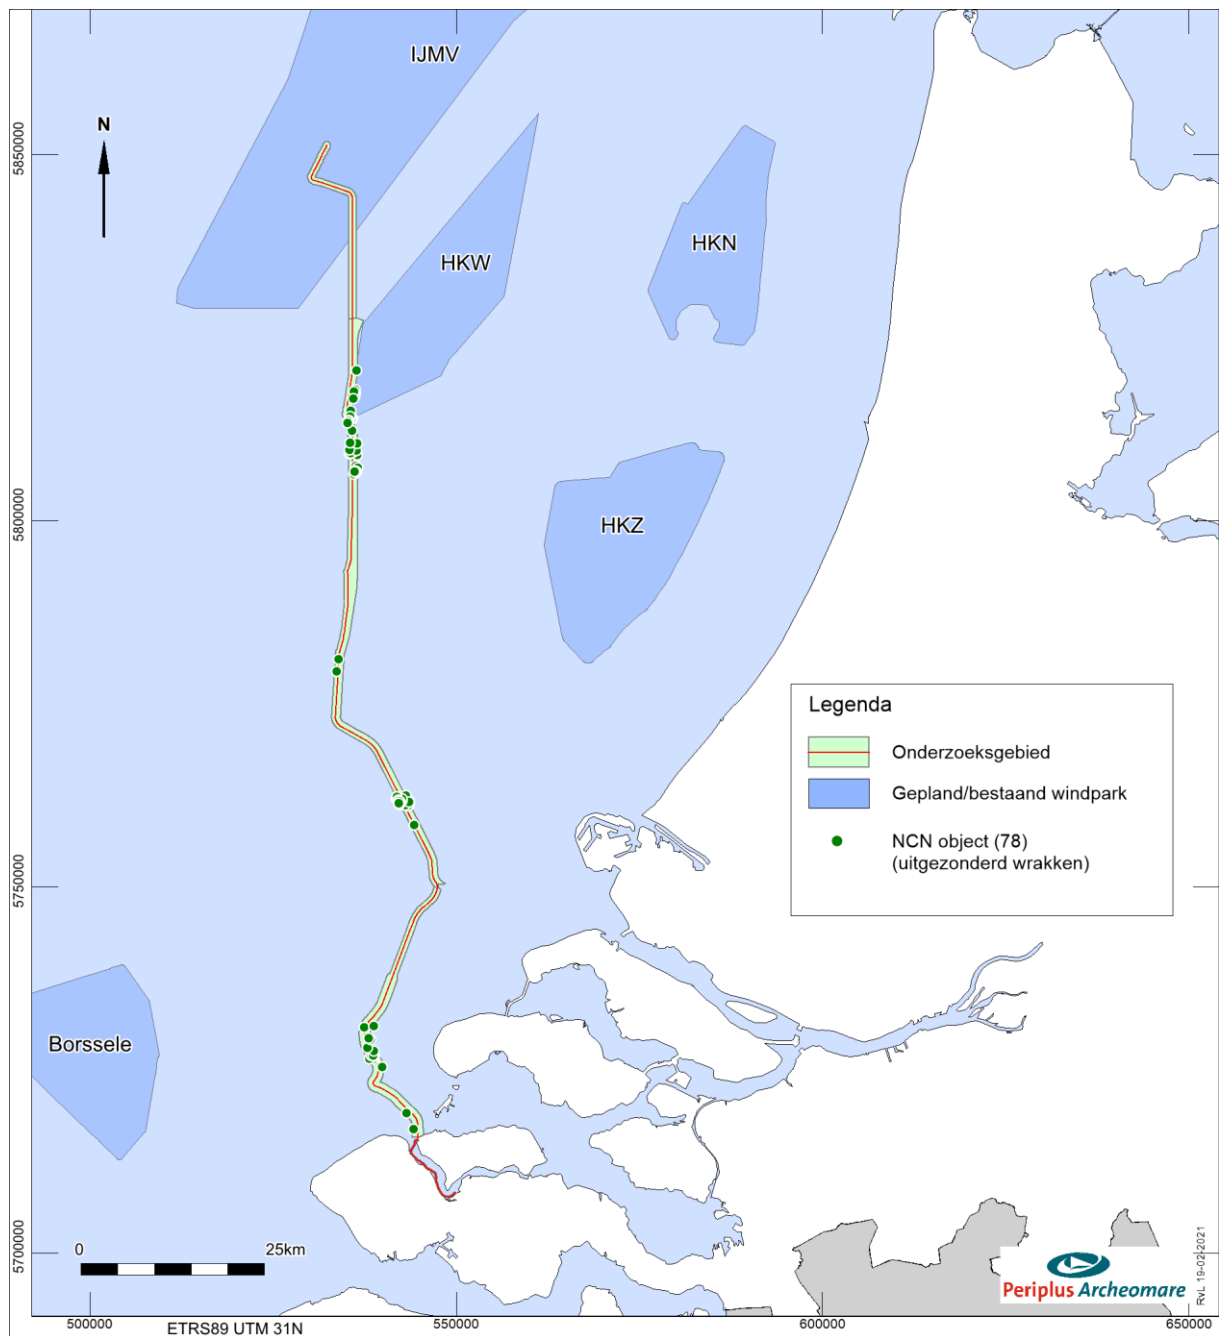 IJMV
N
5850000
HKW
HKN
HKZ
5800000
Legenda
Onderzoeksgebied
Gepland/bestaand windpark
NCN object (78)
(uitgezonderd wrakken)
5750000
Borssele
5700000
0
25km
Periplus Archeomare
RvL 19-02-2021
500000
550000
600000
650000
ETRS89 UTM 31N